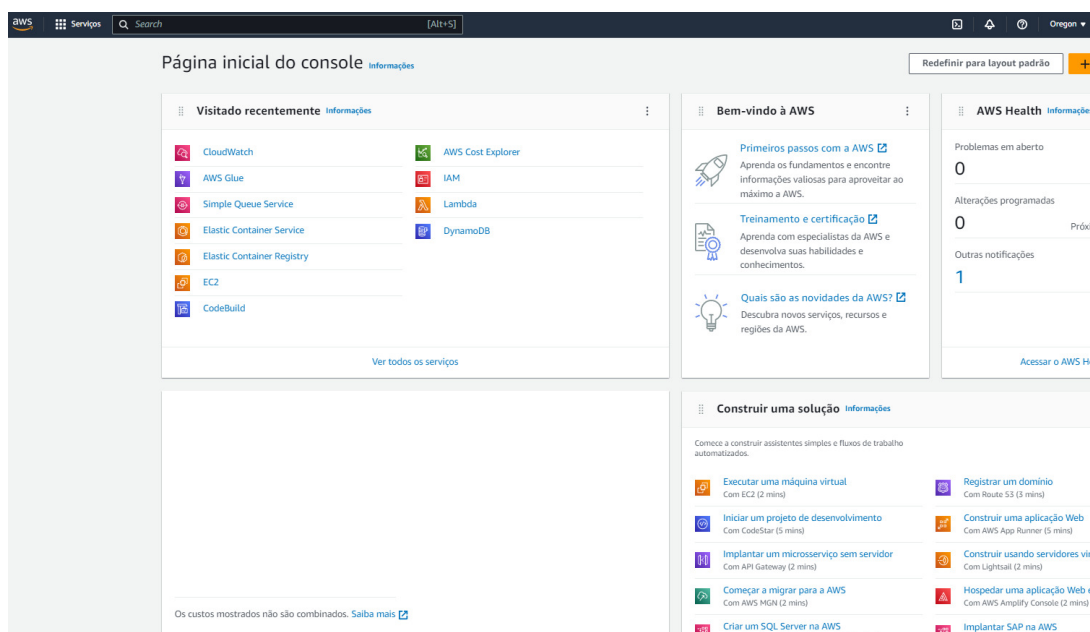 aws
Serviços
Search
[Alt+S]
Oregon
Página inicial do console Informações
Redefinir para layout padrão
+
Visitado recentemente Informações
CloudWatch
AWS Glue
Simple Queue Service
Elastic Container Service
Elastic Container Registry
EC2
CodeBuild
AWS Cost Explorer
IAM
Lambda
DynamoDB
Ver todos os serviços
Bem-vindo à AWS
Primeiros passos com a AWS
Aprenda os fundamentos e encontre
informações valiosas para aproveitar ao
máximo a AWS.
Treinamento e certificação
Aprenda com especialistas da AWS e
desenvolva suas habilidades e
conhecimentos.
Quais são as novidades da AWS?
Descubra novos serviços, recursos e
regiões da AWS.
AWS Health
Problemas em aberto
0
Alterações programadas
0
Outras notificações
1
Acessar o AWS
Os custos mostrados não são combinados. Saiba mais
Construir uma solução Informações
Comece a construir assistentes simples e fluxos de trabalho
automatizados.
Executar uma máquina virtual
Com EC2 (2 mins)
Iniciar um projeto de desenvolvimento
Com CodeStar (5 mins)
Implantar um microsserviço sem servidor
Com API Gateway (2 mins)
Começar a migrar para a AWS
Com AWS MGN (2 mins)
Criar um SQL Server na AWS
Registrar um domínio
Com Route 53 (3 mins)
Construir uma aplicação Web
Com AWS App Runner (5 mins)
Construir usando servidores
Com Lightsail (2 mins)
Hospedar uma aplicação Web
Com AWS Amplify Console (2 mins)
Implantar SAP na AWS